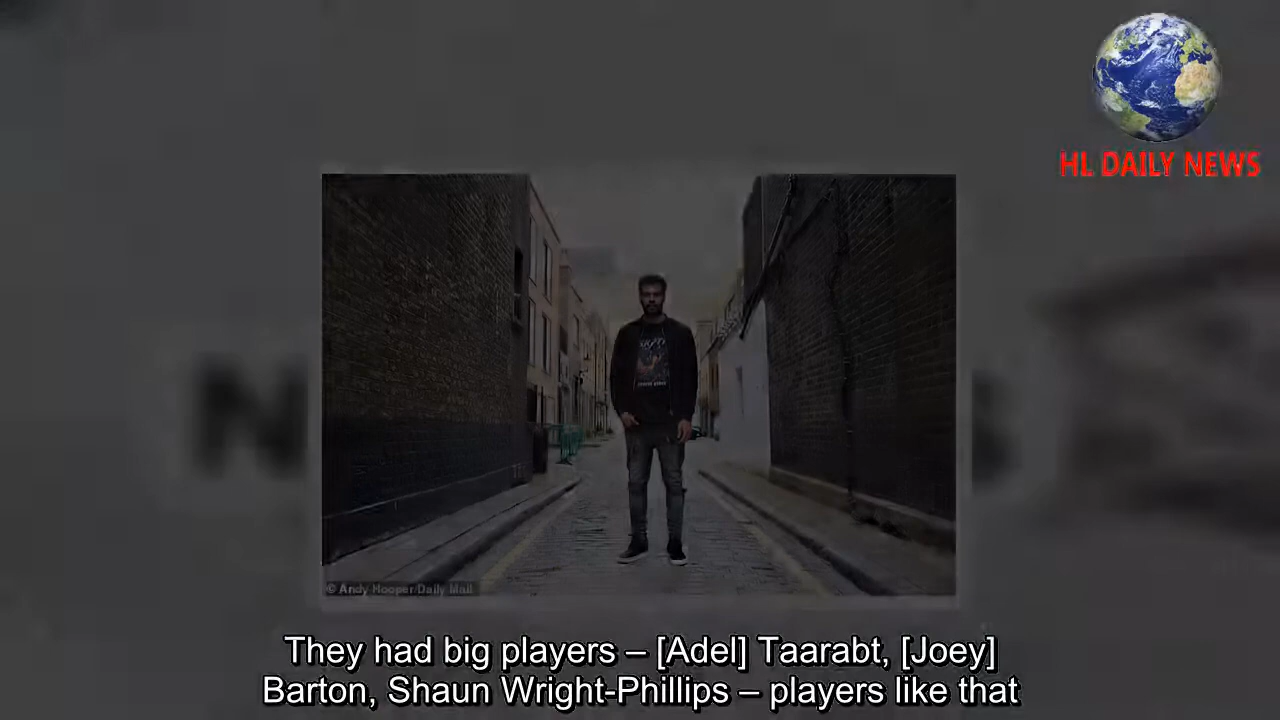 HL DAILY NEWS
© Andy Hooper/Daily Mail
They had big players – [Adel] Taarabt, [Joey]
Barton, Shaun Wright-Phillips – players like that